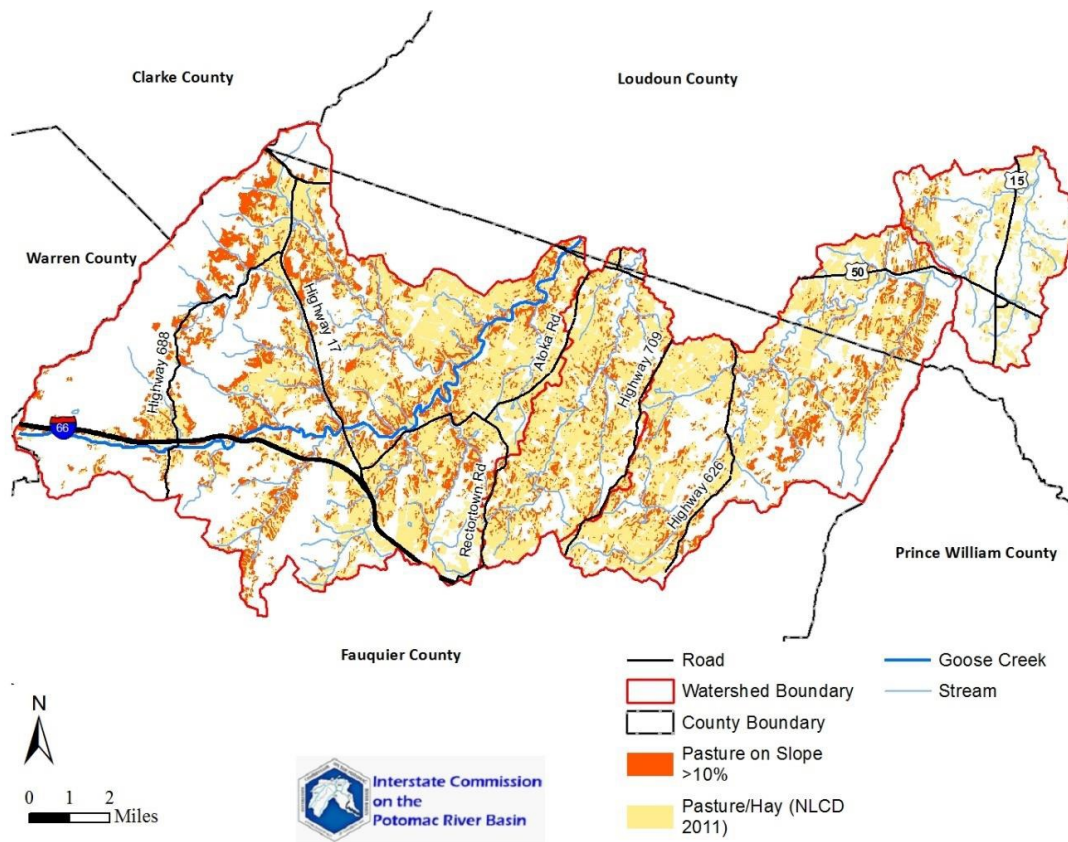 Clarke County
Loudoun County
15
Warren County
50
Highway 17
Atoka Rd
Highway 688
Highway 709
66
Highway 626
Rectortown Rd
Prince William County
Fauquier County
Road
Goose Creek
Watershed Boundary
Stream
County Boundary
Pasture on Slope
>10%
Pasture/Hay (NLCD
2011)
N
0 1 2
Miles
Interstate Commission
on the
Potomac River Basin